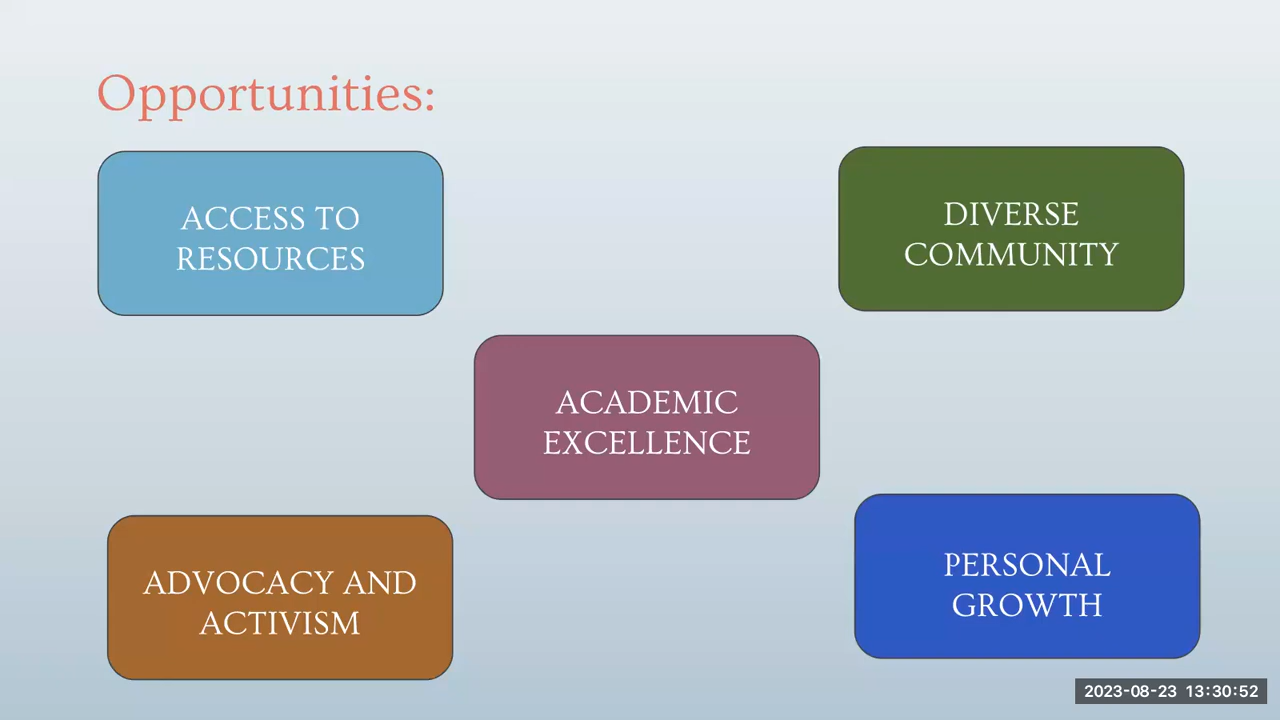 Opportunities:
ACCESS TO
RESOURCES
DIVERSE
COMMUNITY
ACADEMIC
EXCELLENCE
ADVOCACY AND
ACTIVISM
PERSONAL
GROWTH
2023-08-23 13:30:52